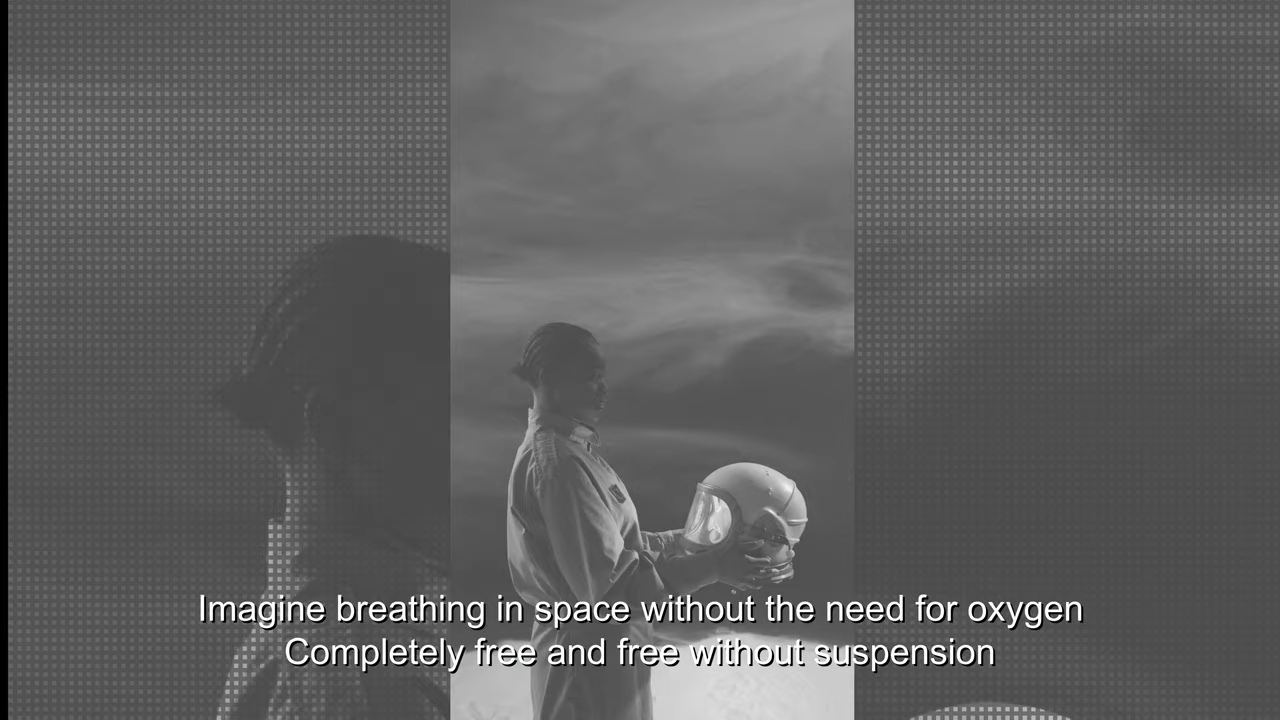 Imagine breathing in space without the need for oxygen
Completely free and free without suspension